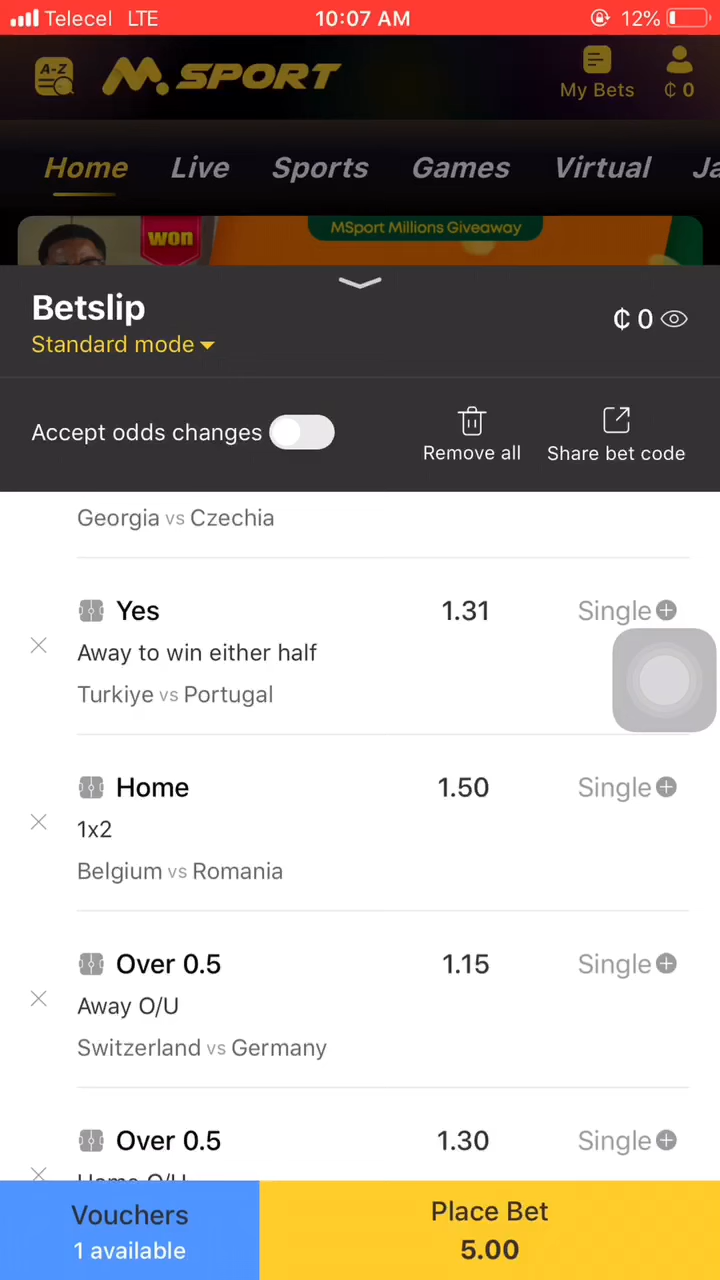 Telecel LTE 10:07 AM 12%
A-Z M.SPORT My Bets ₵ 0
Home Live Sports Games Virtual Ja
won MSport Millions Giveaway
Betslip ₵ 0
Standard mode
Accept odds changes Remove all Share bet code
Georgia vs Czechia
Yes 1.31 Single
Away to win either half
Turkiye vs Portugal
Home 1.50 Single
1x2
Belgium vs Romania
Over 0.5 1.15 Single
Away O/U
Switzerland vs Germany
Over 0.5 1.30 Single
Home O/U
Vouchers Place Bet
1 available 5.00